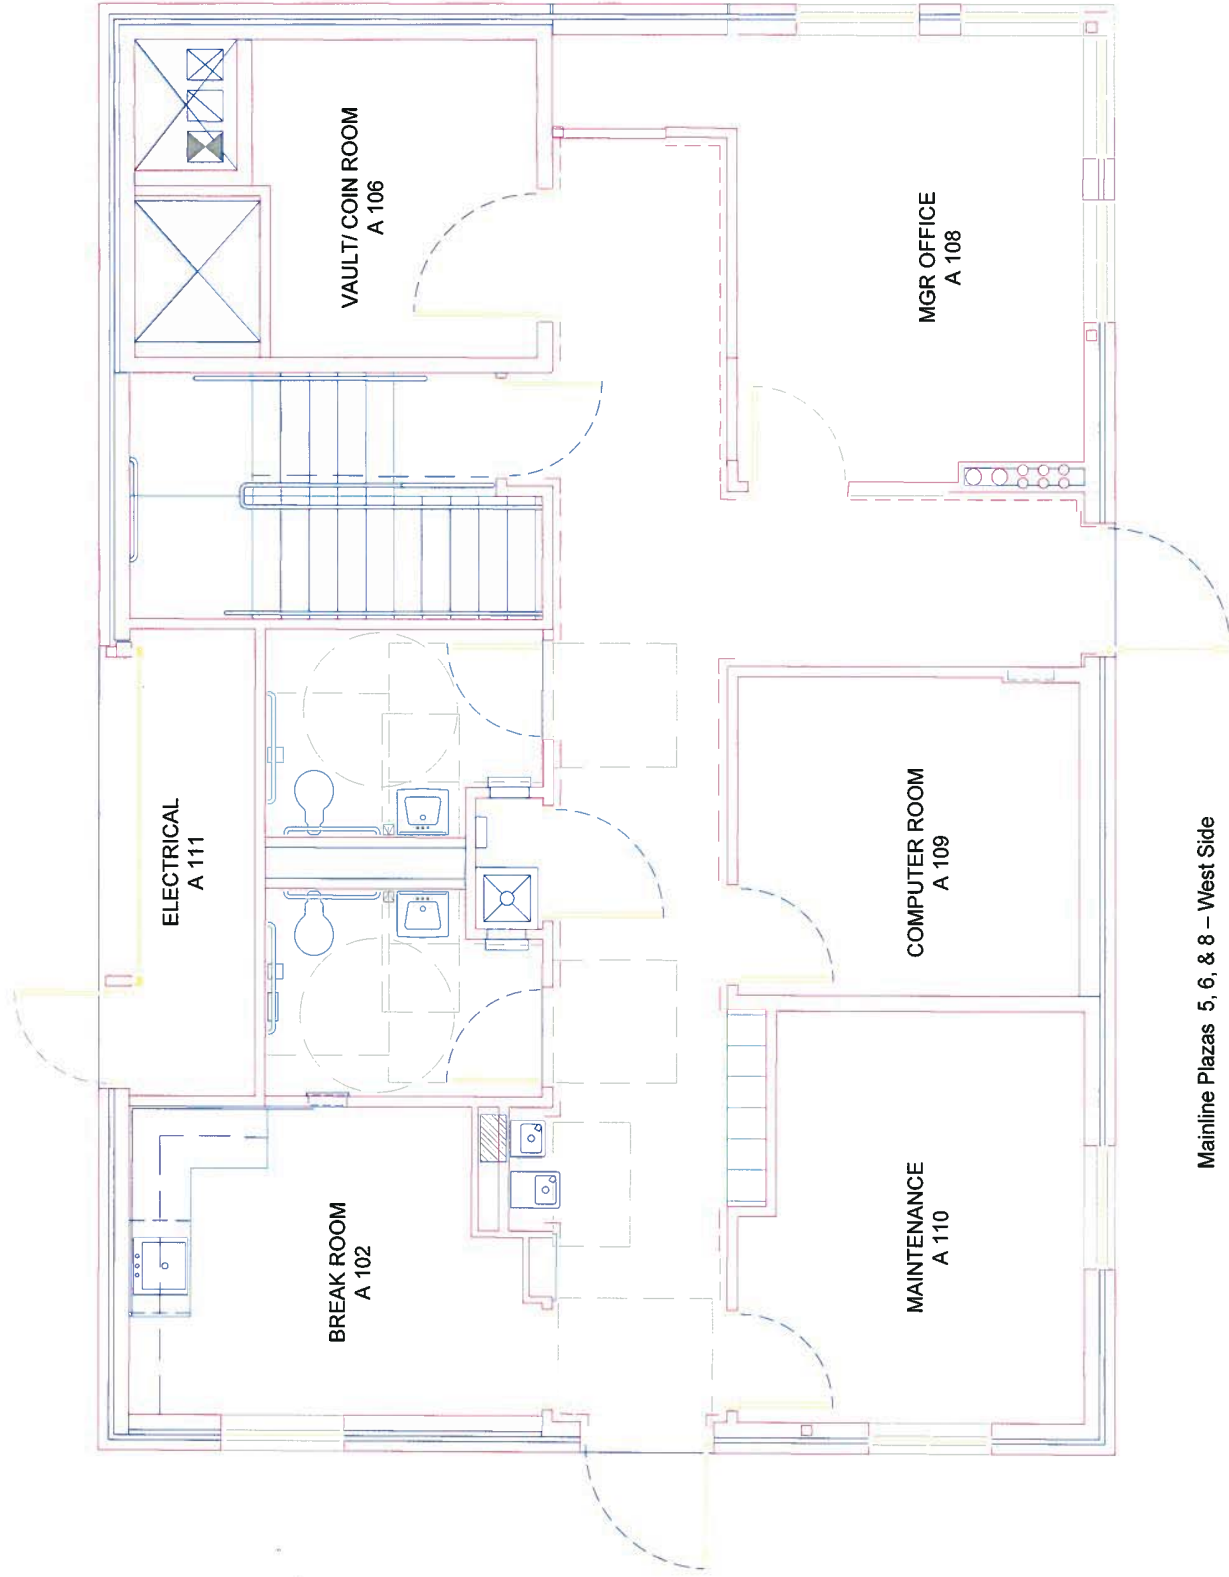 BREAK ROOM
A 102
ELECTRICAL
A 111
VAULT/ COIN ROOM
A 106
MAINTENANCE
A 110
COMPUTER ROOM
A 109
MGR OFFICE
A 108
Mainline Plazas 5, 6, & 8 – West Side